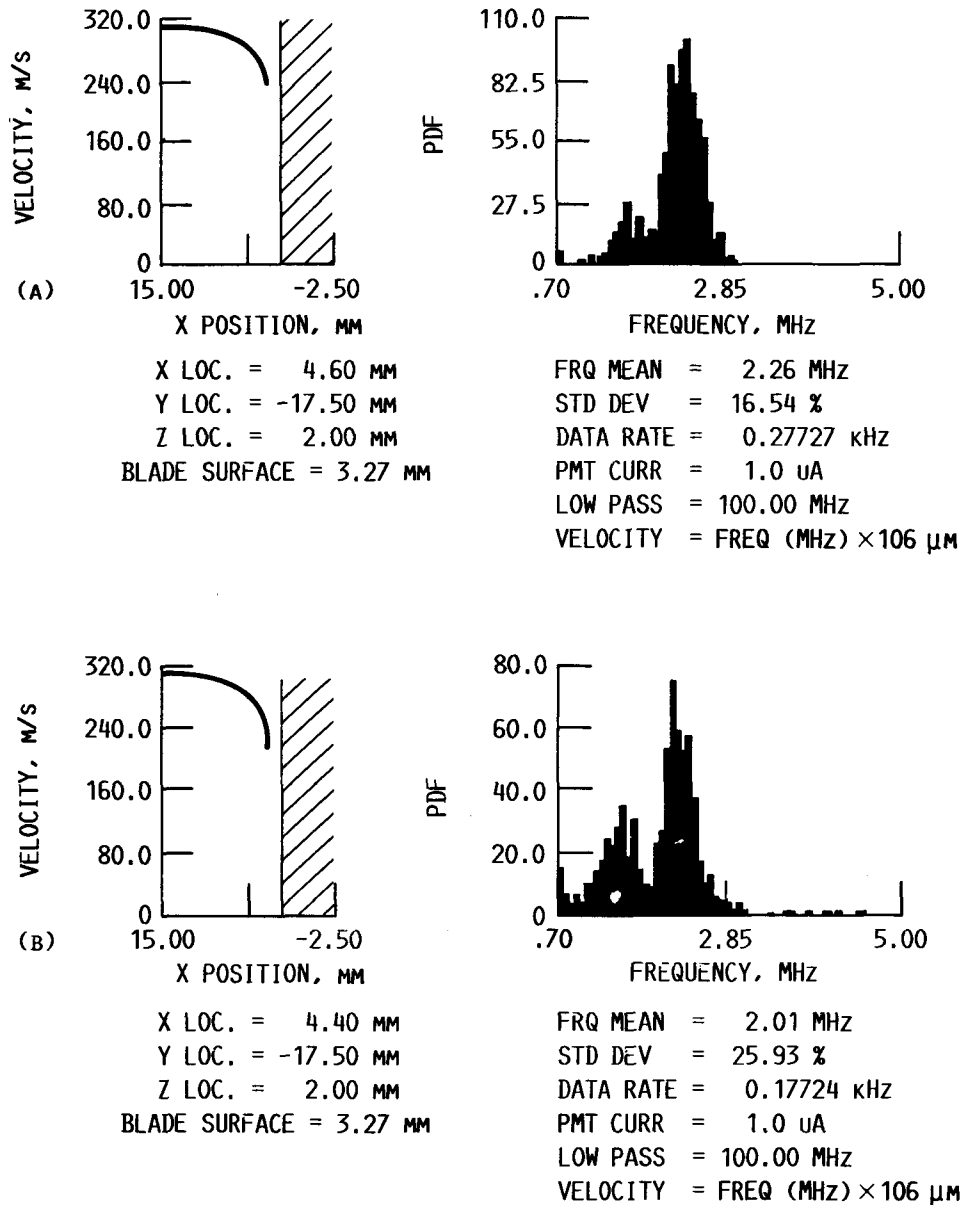 VELOCITY, M/S
320.0
240.0
160.0
80.0
0
(A)
15.00 -2.50
X POSITION, MM
X LOC. = 4.60 MM
Y LOC. = -17.50 MM
Z LOC. = 2.00 MM
BLADE SURFACE = 3.27 MM
PDF
110.0
82.5
55.0
27.5
0
.70 2.85 5.00
FREQUENCY, MHz
FRQ MEAN = 2.26 MHz
STD DEV = 16.54 %
DATA RATE = 0.27727 KHz
PMT CURR = 1.0 uA
LOW PASS = 100.00 MHz
VELOCITY = FREQ (MHz) ×106 µM
VELOCITY, M/S
320.0
240.0
160.0
80.0
0
(B)
15.00 -2.50
X POSITION, MM
X LOC. = 4.40 MM
Y LOC. = -17.50 MM
Z LOC. = 2.00 MM
BLADE SURFACE = 3.27 MM
PDF
80.0
60.0
40.0
20.0
0
.70 2.85 5.00
FREQUENCY, MHz
FRQ MEAN = 2.01 MHz
STD DEV = 25.93 %
DATA RATE = 0.17724 KHz
PMT CURR = 1.0 uA
LOW PASS = 100.00 MHz
VELOCITY = FREQ (MHz) ×106 µM